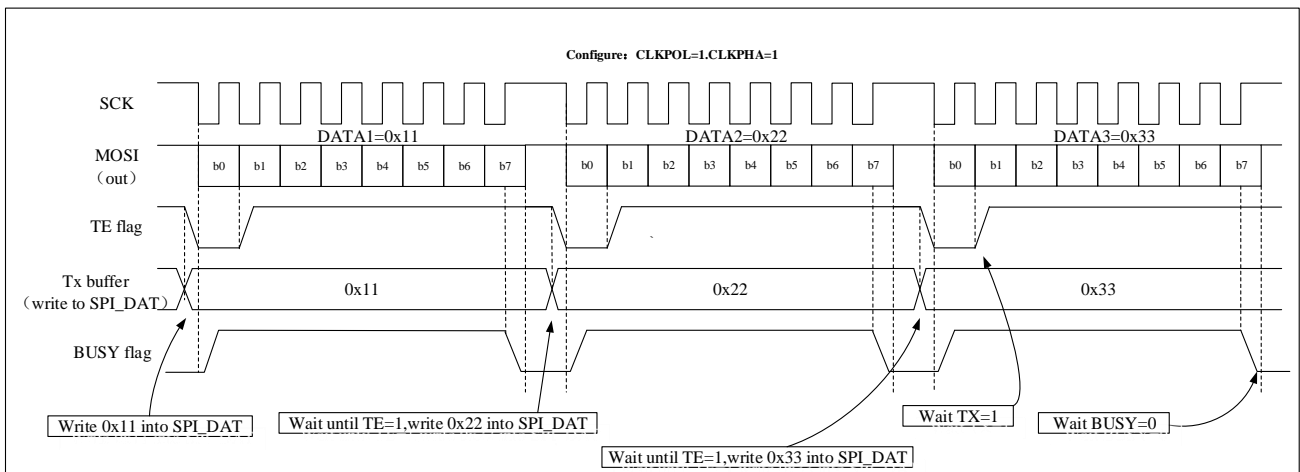 Configure：CLKPOL=1.CLKPHA=1
SCK
DATA1=0x11 DATA2=0x22 DATA3=0x33
MOSI
（out）
b0 b1 b2 b3 b4 b5 b6 b7 b0 b1 b2 b3 b4 b5 b6 b7 b0 b1 b2 b3 b4 b5 b6 b7
TE flag
Tx buffer
（write to SPI_DAT）
0x11 0x22 0x33
BUSY flag
Write 0x11 into SPI_DAT
Wait until TE=1,write 0x22 into SPI_DAT
Wait TX=1
Wait BUSY=0
Wait until TE=1,write 0x33 into SPI_DAT